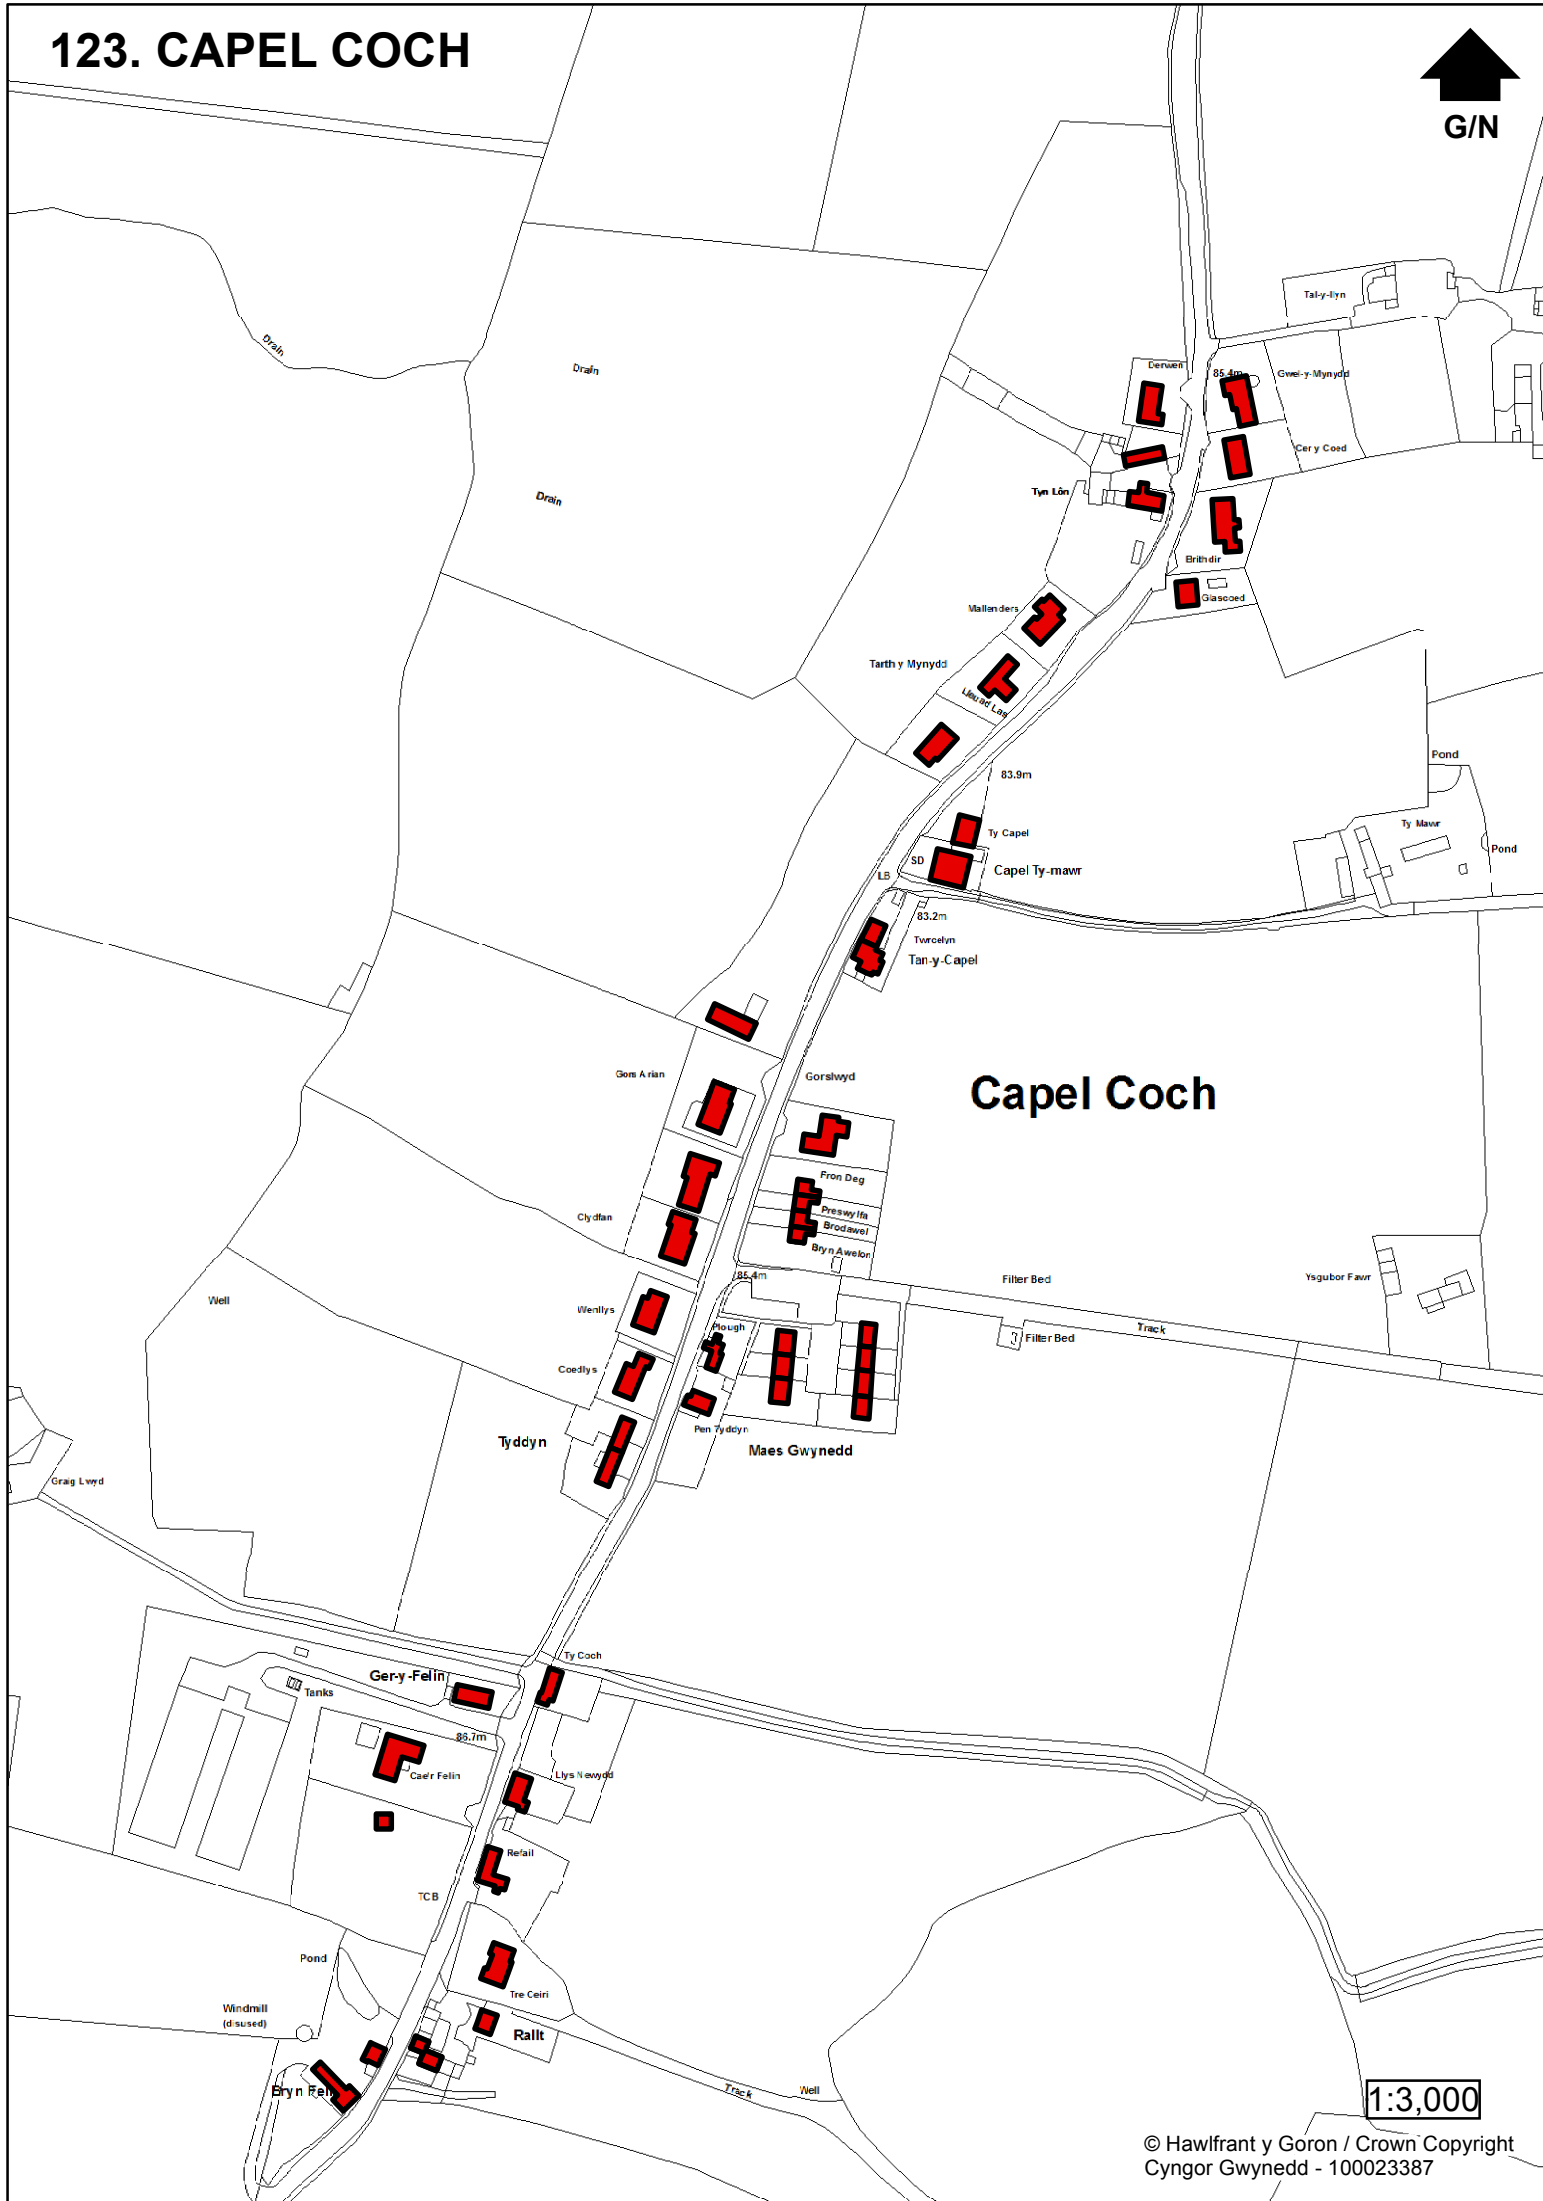 123. CAPEL COCH
G/N
Tal-y-llyn
Drain
Drain
Derwen
85.4m
Gwel-y-Mynydd
Cer y Coed
Drain
Tyn Lôn
Brithdir
Glascoed
Mallenders
Tarth y Mynydd
Lleuad Las
Pond
83.9m
Ty Mawr
Ty Capel
Pond
SD
Capel Ty-mawr
LB
83.2m
Twrcelyn
Tan-y-Capel
Gors Arian
Gorslwyd
Capel Coch
Fron Deg
Preswylfa
Clydfan
Brodawel
Bryn Awelon
85.4m
Filter Bed
Ysgubor Fawr
Well
Wenllys
Plough
Track
Filter Bed
Coedlys
Pen Tyddyn
Tyddyn
Maes Gwynedd
Graig Lwyd
Ty Coch
Ger-y-Felin
Tanks
86.7m
Cae'r Felin
Llys Newydd
Refail
TCB
Pond
Tre Ceiri
Windmill
(disused)
Rallt
Bryn Fel
Track
Well
1:3,000
© Hawlfrant y Goron / Crown Copyright
Cyngor Gwynedd - 100023387